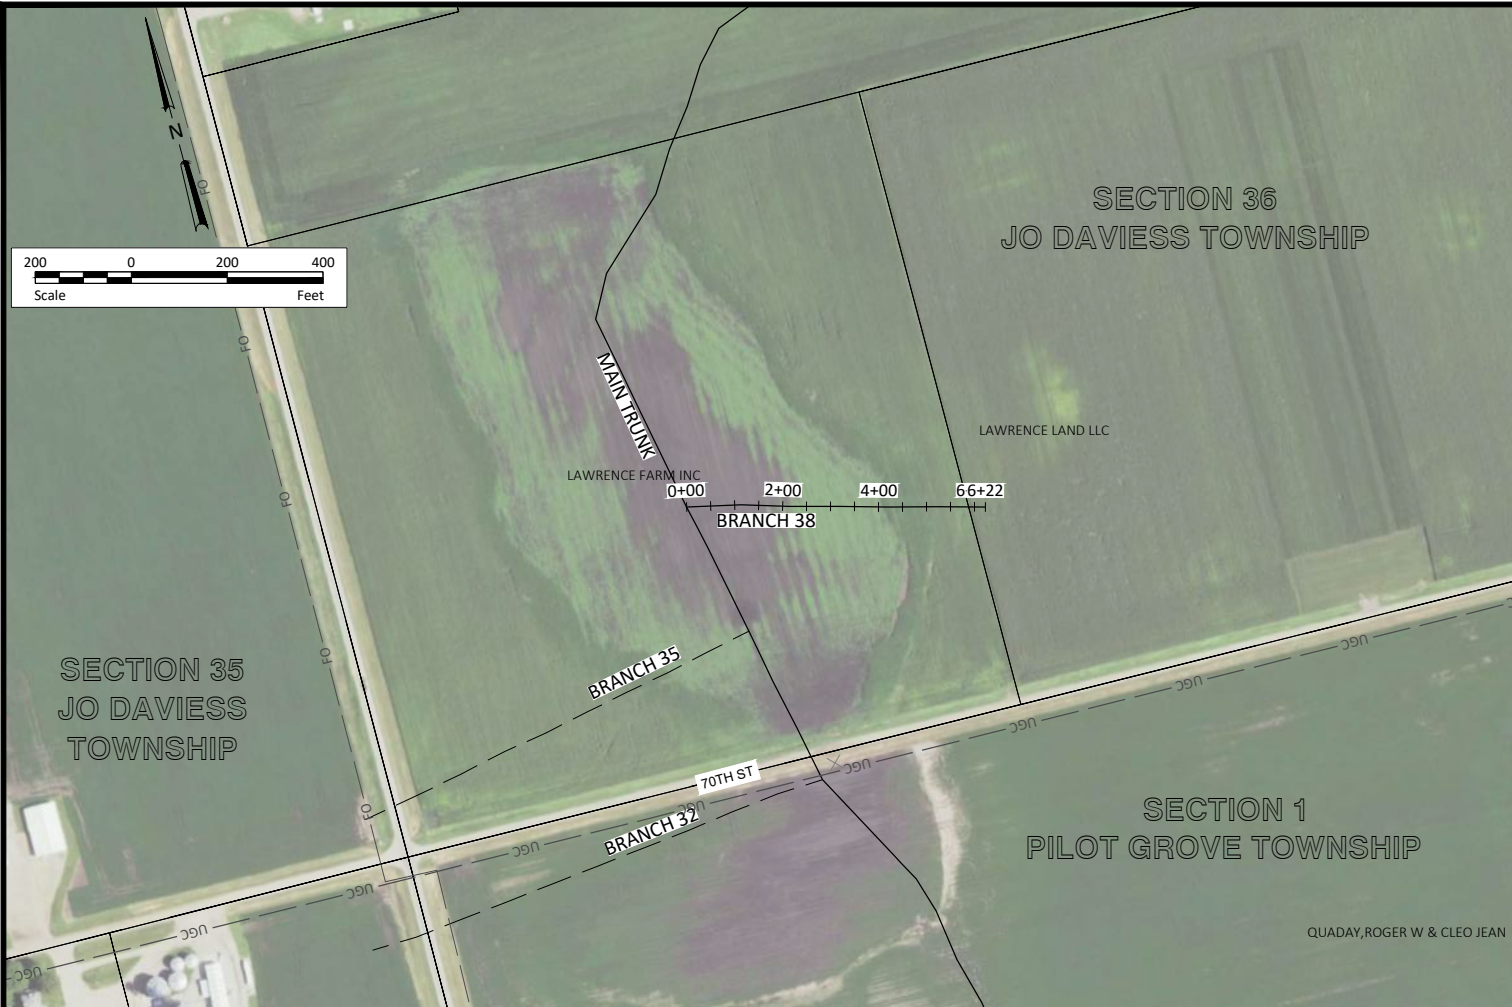 N
FO
200 0 200 400
Scale Feet
SECTION 36
JO DAVIESS TOWNSHIP
FO
MAIN TRUNK
LAWRENCE LAND LLC
LAWRENCE FARM INC
0+00 2+00 4+00 6 6+22
BRANCH 38
FO
FO
BRANCH 35
SECTION 35
JO DAVIESS
TOWNSHIP
UGC
UGC
UGC
UGC
70TH ST
FO
UGC
BRANCH 32
UGC
UGC
UGC
UGC
SECTION 1
PILOT GROVE TOWNSHIP
QUADAY,ROGER W & CLEO JEAN